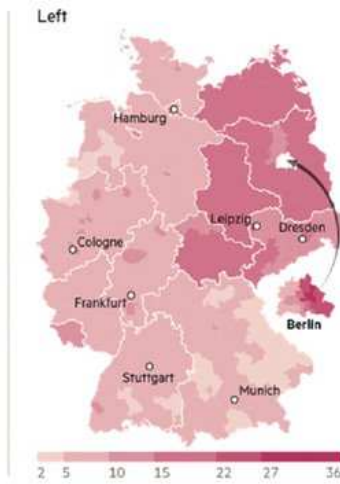 Left
Hamburg
Leipzig
Dresden
Cologne
Frankfurt
Berlin
Stuttgart
Munich
2 5 10 15 22 27 36